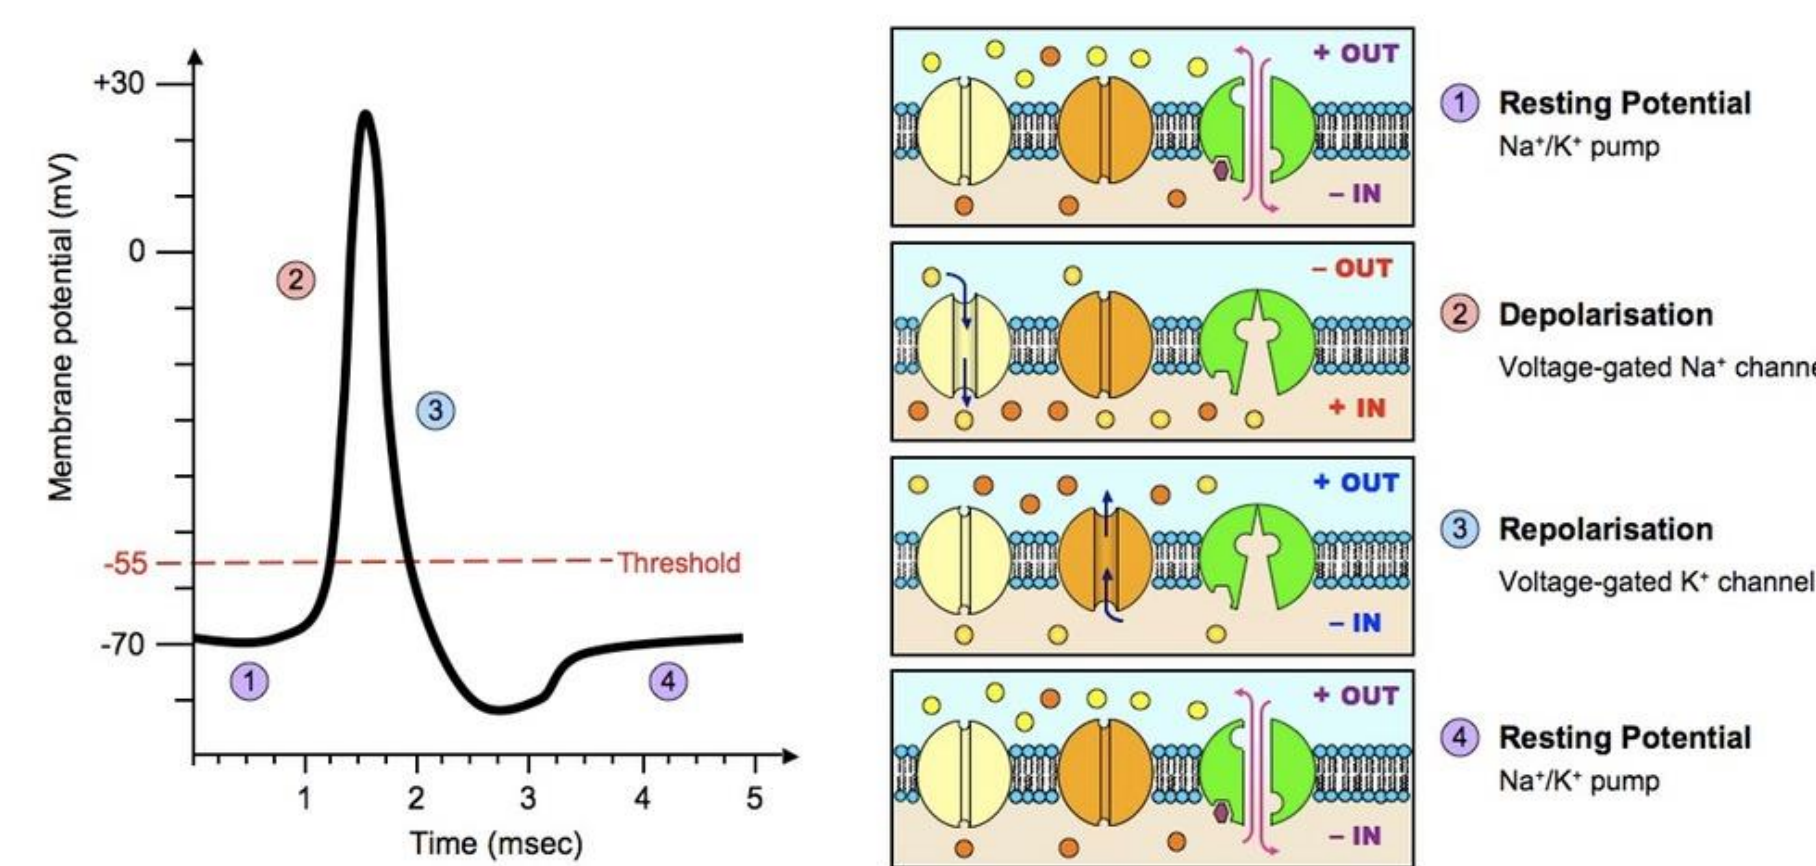 +30
0
-55
-70
Membrane potential (mV)
Threshold
1
2
3
4
1 2 3 4 5
Time (msec)
+ OUT
– IN
1 Resting Potential
Na⁺/K⁺ pump
– OUT
+ IN
2 Depolarisation
Voltage-gated Na⁺
+ OUT
– IN
3 Repolarisation
Voltage-gated K⁺ channel
+ OUT
– IN
4 Resting Potential
Na⁺/K⁺ pump